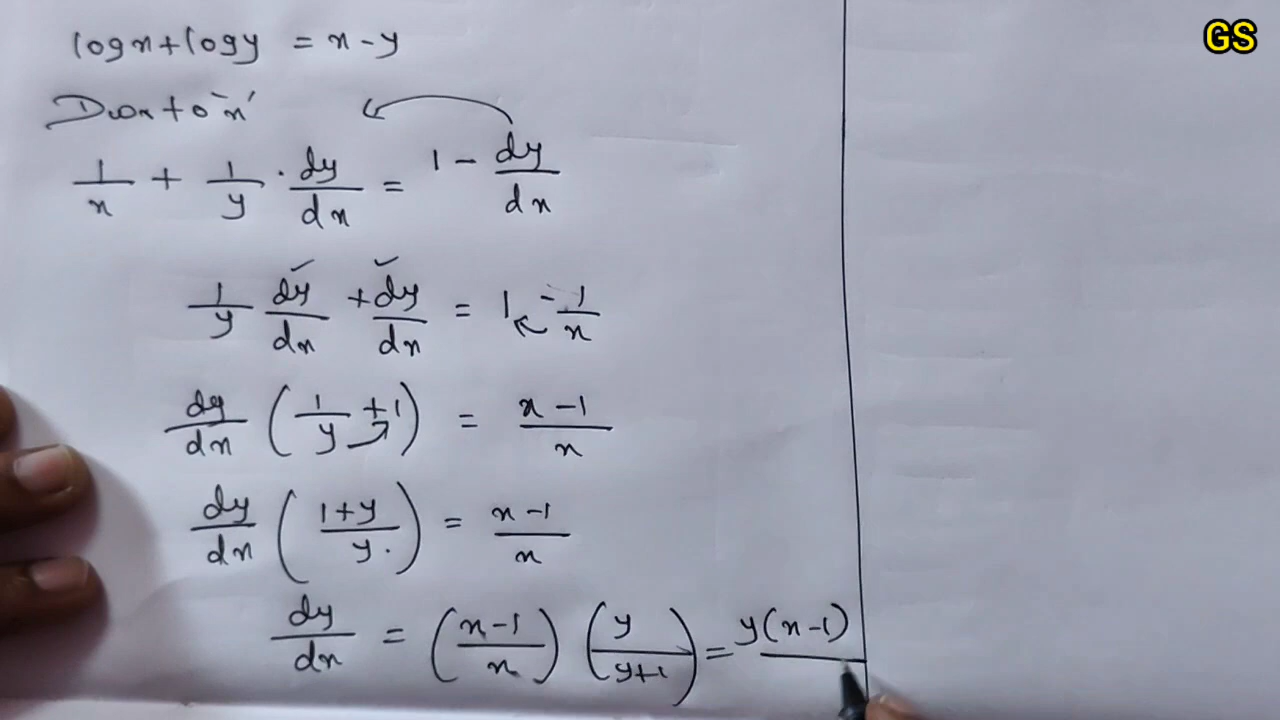 GS
log x + log y = x - y
D w r to 'x'
1/x + 1/y · dy/dx = 1 - dy/dx
1/y dy/dx + dy/dx = 1 - 1/x
dy/dx (1/y + 1) = x-1/x
dy/dx (1+y/y) = x-1/x
dy/dx = (x-1/x) (y/y+1) = y(x-1)